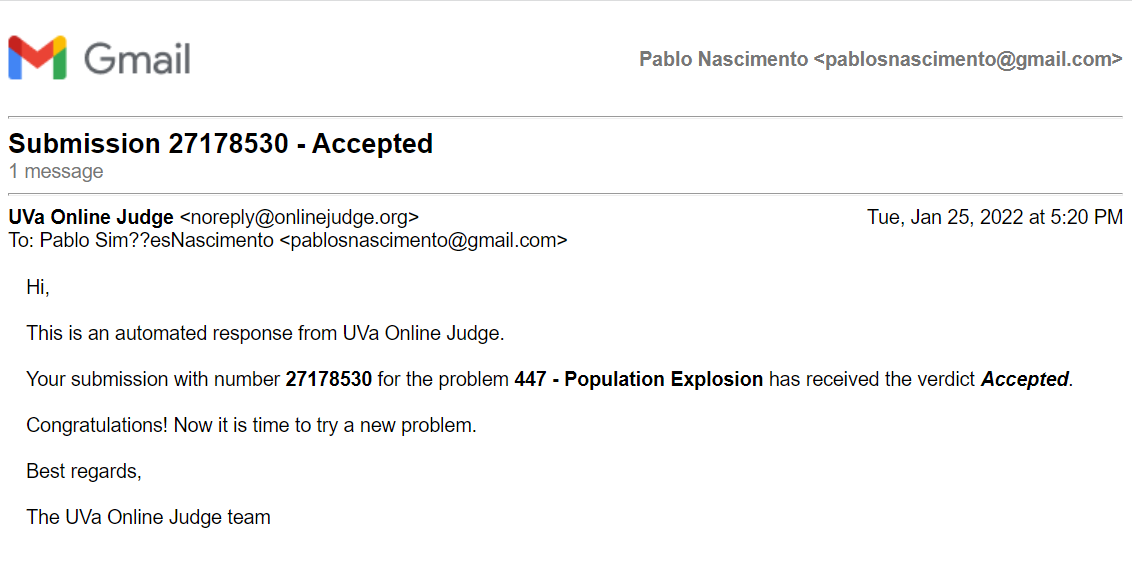 Gmail
Pablo Nascimento <pablosnascimento@gmail.com>
Submission 27178530 - Accepted
1 message
UVa Online Judge <noreply@onlinejudge.org> Tue, Jan 25, 2022 at 5:20 PM
To: Pablo Sim??esNascimento <pablosnascimento@gmail.com>
Hi,
This is an automated response from UVa Online Judge.
Your submission with number 27178530 for the problem 447 - Population Explosion has received the verdict Accepted.
Congratulations! Now it is time to try a new problem.
Best regards,
The UVa Online Judge team